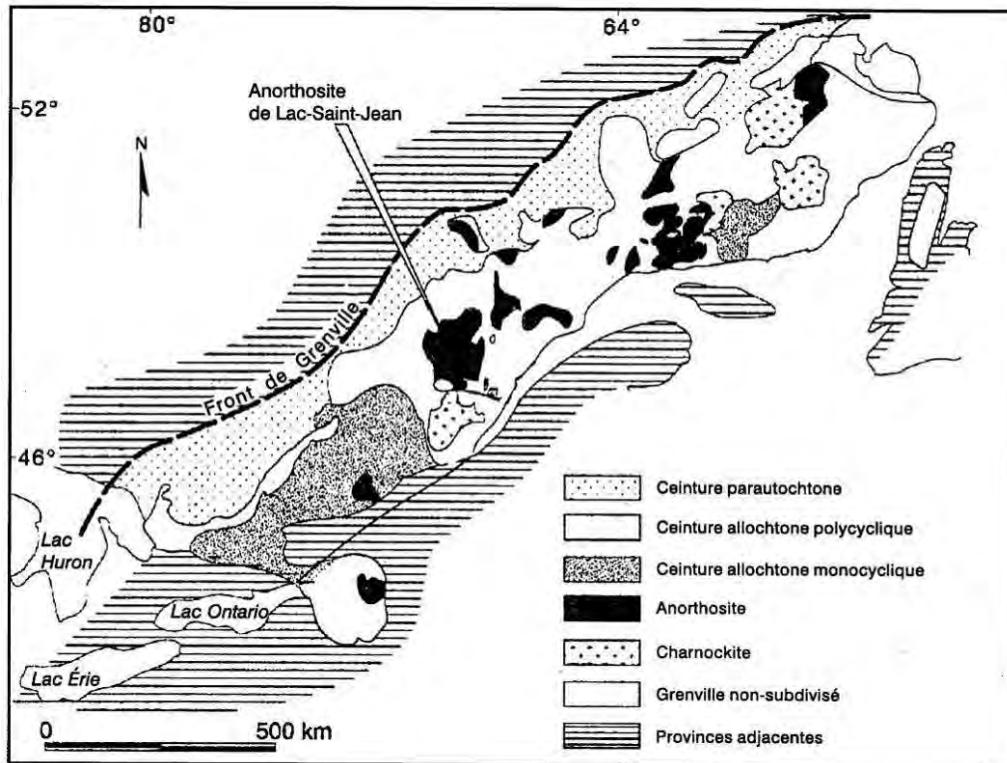 80°
64°
52°
Anorthosite
de Lac-Saint-Jean
N
Front de Grenville
46°
Lac
Huron
Lac Ontario
Lac Érie
0 500 km
Ceinture parautochtone
Ceinture allochtone polycyclique
Ceinture allochtone monocyclique
Anorthosite
Charnockite
Grenville non-subdivisé
Provinces adjacentes